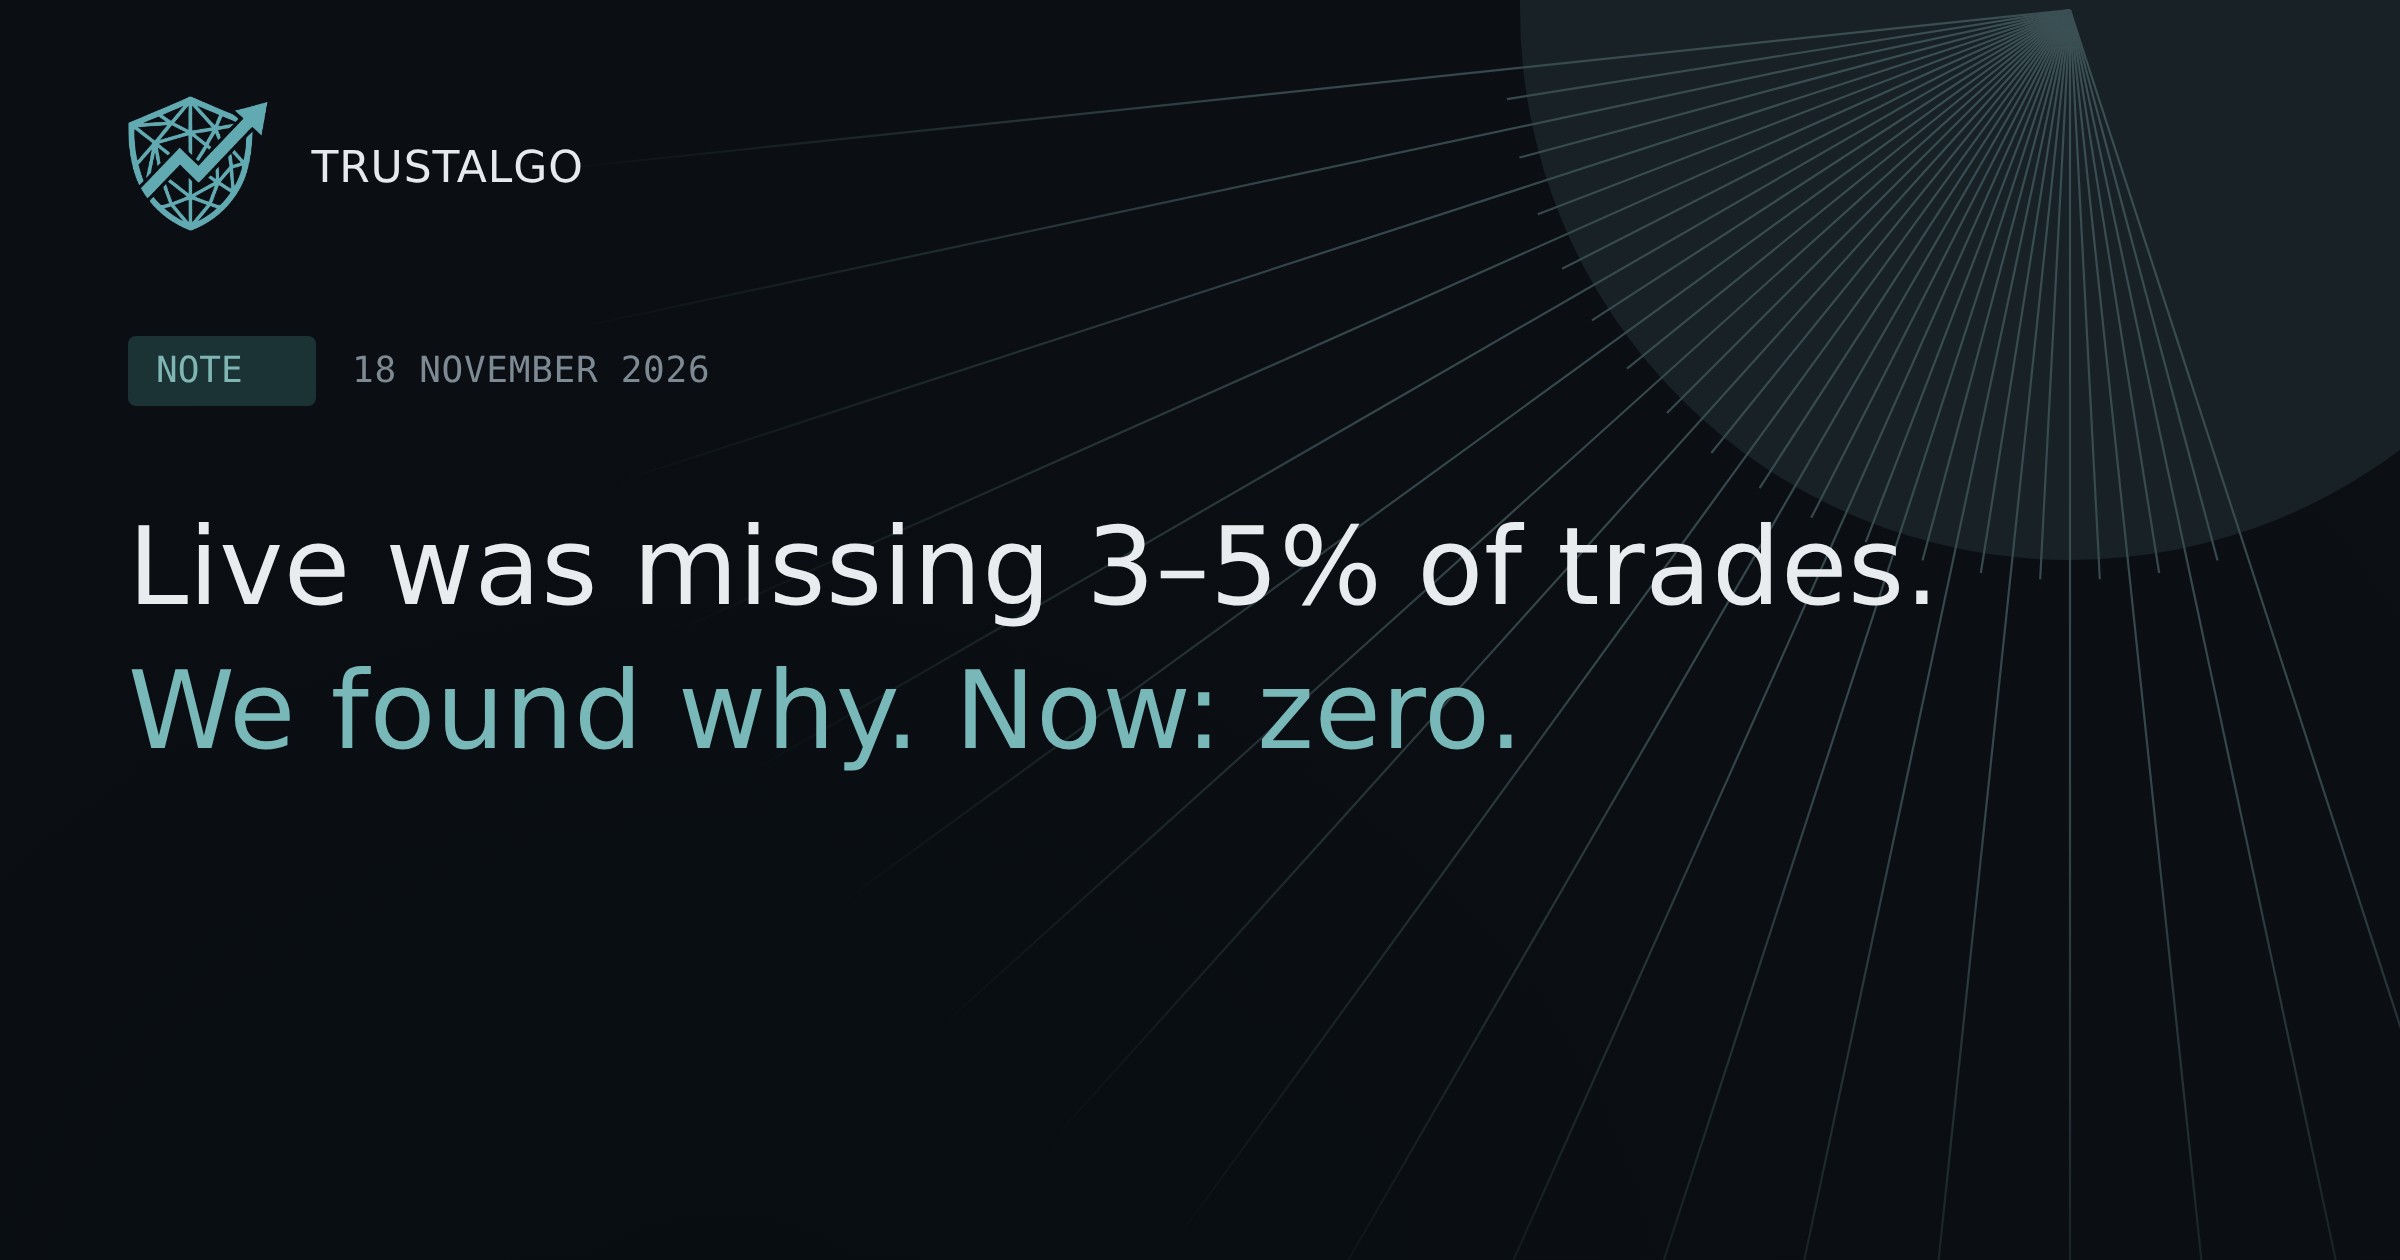 TRUSTALGO
NOTE
18 NOVEMBER 2026
Live was missing 3–5% of trades.
We found why. Now: zero.